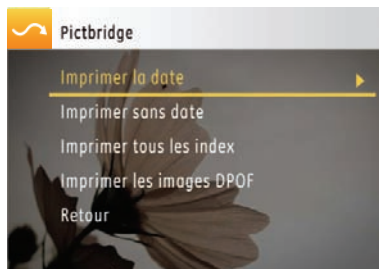 Pictbridge
Imprimer la date
Imprimer sans date
Imprimer tous les index
Imprimer les images DPOF
Retour